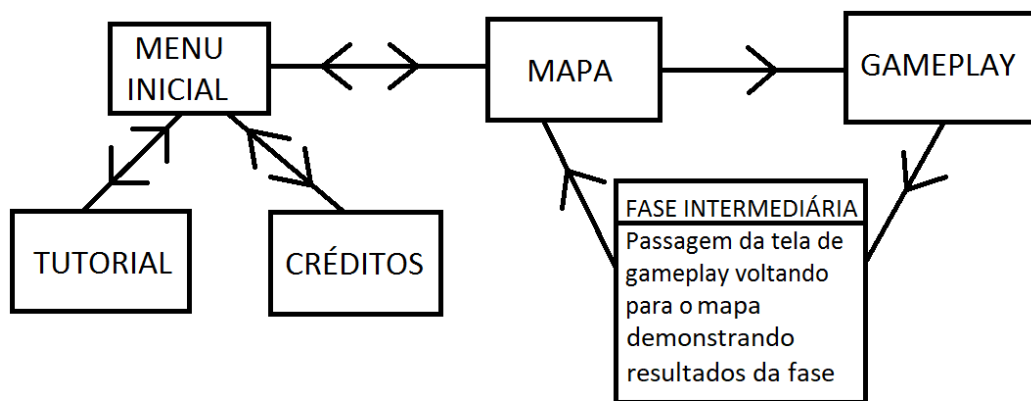 MENU
INICIAL
MAPA
GAMEPLAY
TUTORIAL
CRÉDITOS
FASE INTERMEDIÁRIA
Passagem da tela de
gameplay voltando
para o mapa
demonstrando
resultados da fase